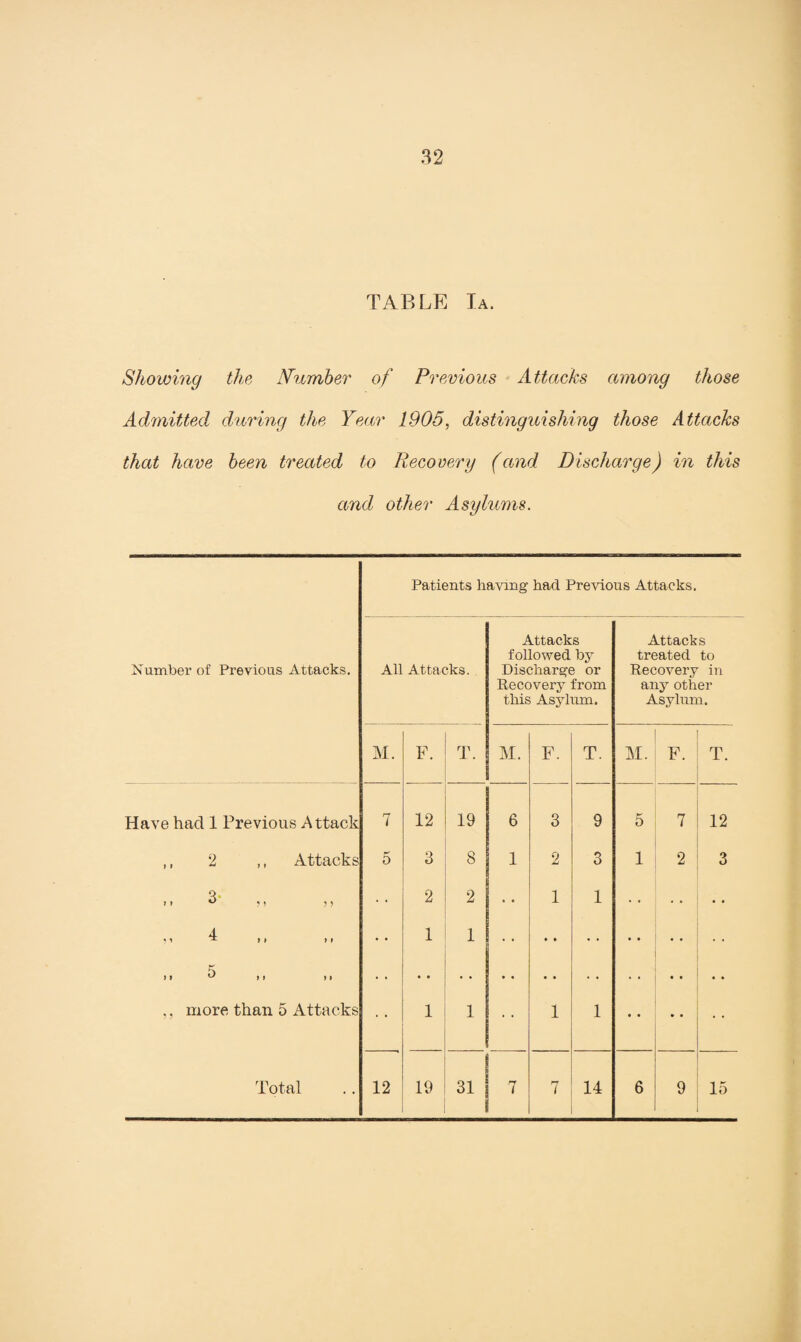 32
TABLE IA.
Showing the Number of Previous Attacks among those
Admitted during the Year 1905, distinguishing those Attacks
that have been treated to Recovery (and Discharge) in this
and other Asylums.
Patients having had Previous Attacks.
Number of Previous Attacks.
All Attacks.
Attacks
followed by
Discharge or
Recovery from
this Asylum.
Attacks
treated to
Recovery in
any other
Asylum.
M. F. T. M. F. T. M. F. T.
Have had 1 Previous Attack 7 12 19 6 3 9 5 7 12
,, 2 ,, Attacks 5 3 8 1 2 3 1 2 3
,, 3 ,, ,, .. 2 2 .. 1 1 .. .. ..
,, 4 ,, ,, .. 1 1 .. .. .. .. .. ..
,, 5 ,, ,, .. .. .. .. .. .. .. .. ..
,, more than 5 Attacks .. 1 1 .. 1 1 .. .. ..
Total .. 12 19 31 7 7 14 6 9 15